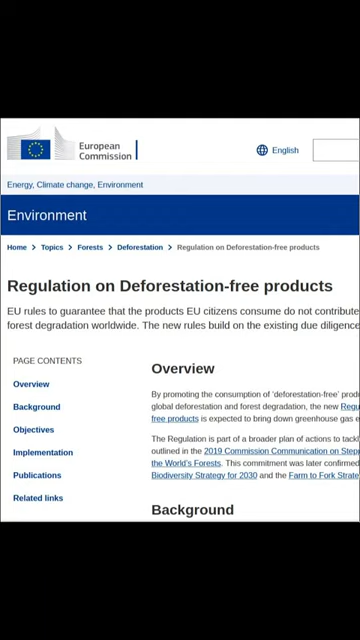 European
Commission
English
Energy, Climate change, Environment
Environment
Home > Topics > Forests > Deforestation > Regulation on Deforestation-free products
Regulation on Deforestation-free products
EU rules to guarantee that the products EU citizens consume do not contribute
forest degradation worldwide. The new rules build on the existing due diligence
PAGE CONTENTS
Overview
Background
Objectives
Implementation
Publications
Related links
Overview
By promoting the consumption of 'deforestation-free' prod
global deforestation and forest degradation, the new Regu
free products is expected to bring down greenhouse gas e
The Regulation is part of a broader plan of actions to tackl
outlined in the 2019 Commission Communication on Step
the World's Forests. This commitment was later confirmed
Biodiversity Strategy for 2030 and the Farm to Fork Strate
Background